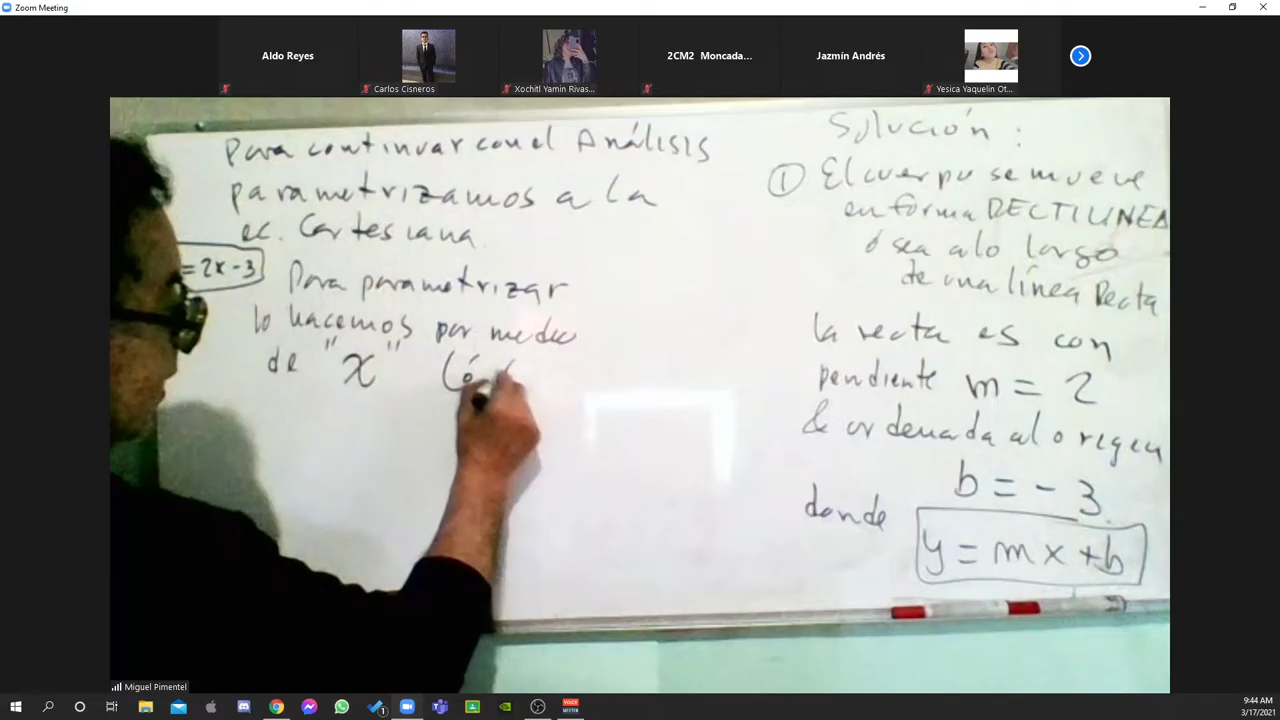 Zoom Meeting
Aldo Reyes
Carlos Cisneros
Xochitl Yamin Rivas...
2CM2 Moncada...
Jazmín Andrés
Yesica Yaquelin Ot...
Para continuar con el Análisis
parametrizamos a la
ec. Cartesiana.
= 2x - 3
Para parametrizar
lo hacemos por medio
de "x" (ó
Solución :
① El cuerpo se mueve
en forma RECTILINEA
ó sea a lo largo
de una línea Recta
la recta es con
pendiente m = 2
& ordenada al origen
b = - 3
donde
y = mx + b
Miguel Pimentel
1
VOICE
MEETER
9:44 AM
3/17/2021